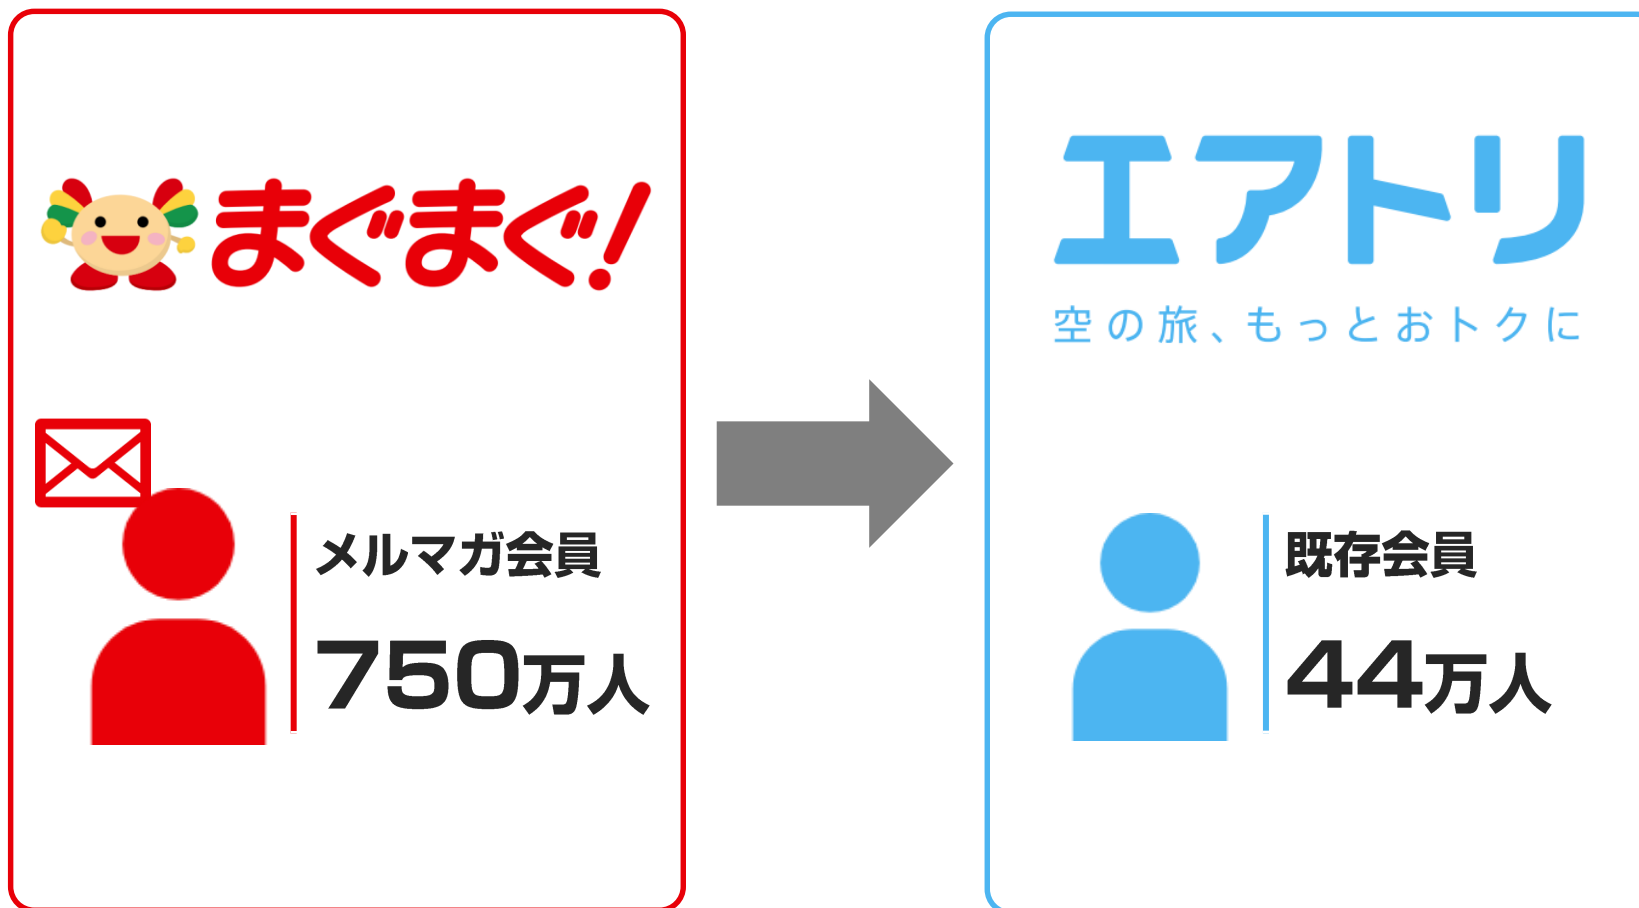 まぐまぐ!
メルマガ会員
750万人
エアトリ
空の旅、もっとおトクに
既存会員
44万人